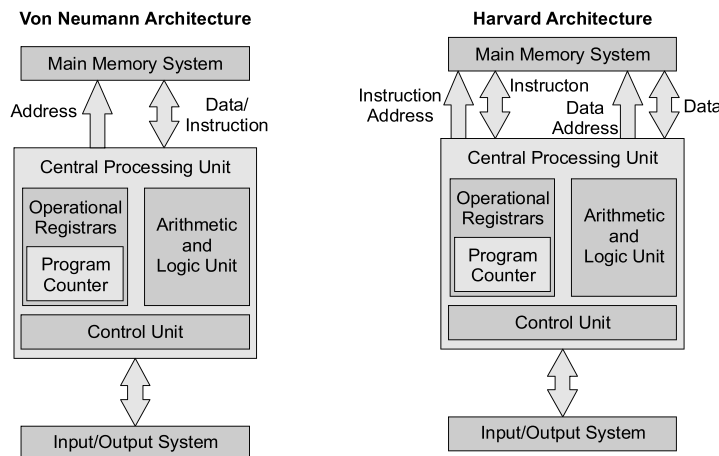 Von Neumann Architecture
Main Memory System
Address
Data/
Instruction
Central Processing Unit
Operational
Registrars
Program
Counter
Arithmetic
and
Logic Unit
Control Unit
Input/Output System
Harvard Architecture
Main Memory System
Instruction
Address
Instructon
Data
Address
Data
Central Processing Unit
Operational
Registrars
Program
Counter
Arithmetic
and
Logic Unit
Control Unit
Input/Output System